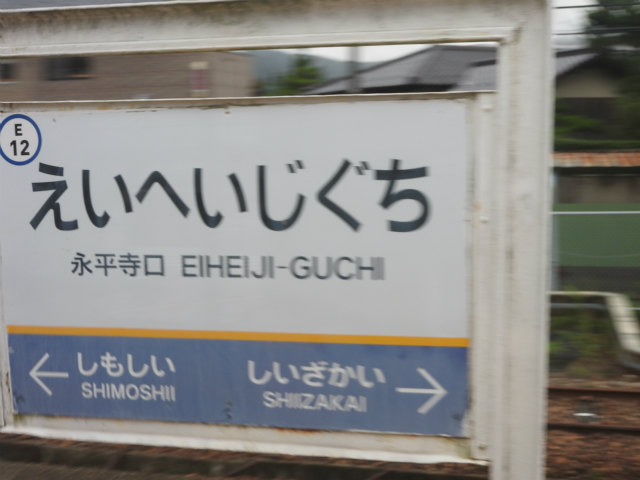 E
12
えいへいじぐち
永平寺口 EIHEIJI-GUCHI
← しもしい しいざかい →
SHIMOSHII SHIIZAKAI